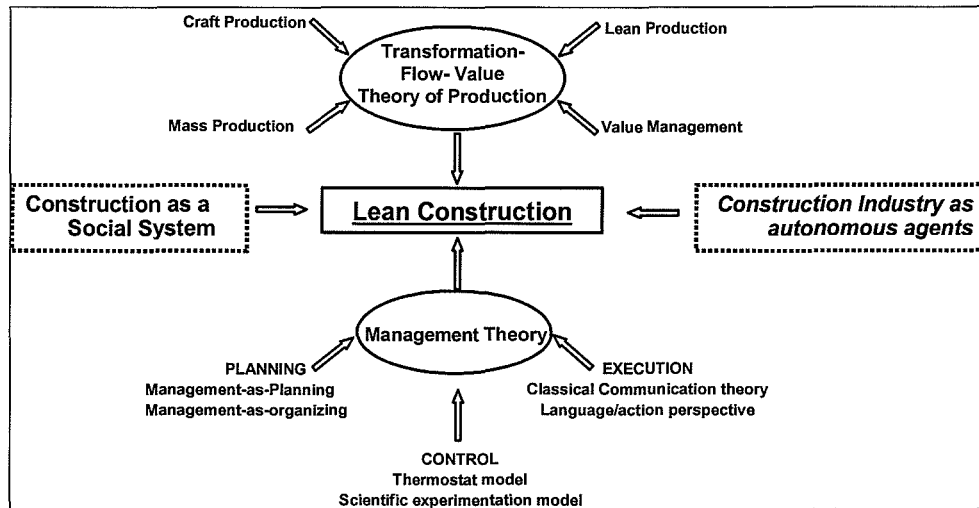 Craft Production
Lean Production
Transformation-
Flow- Value
Theory of Production
Mass Production
Value Management
Construction as a
Social System
Lean Construction
Construction Industry as
autonomous agents
Management Theory
PLANNING
Management-as-Planning
Management-as-organizing
EXECUTION
Classical Communication theory
Language/action perspective
CONTROL
Thermostat model
Scientific experimentation model